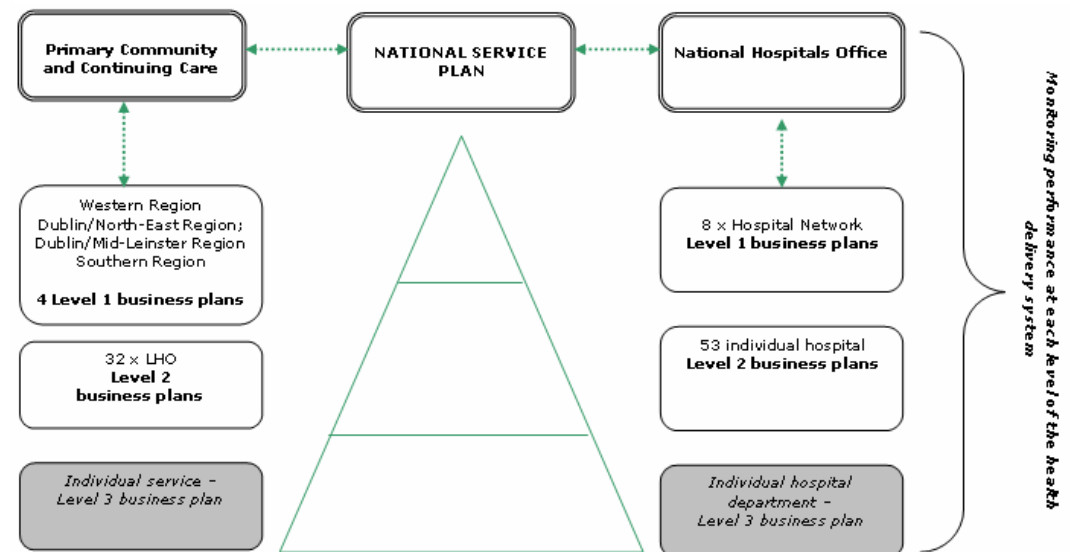 Primary Community
and Continuing Care
NATIONAL SERVICE
PLAN
National Hospitals Office
Western Region
Dublin/North-East Region;
Dublin/Mid-Leinster Region
Southern Region
4 Level 1 business plans
8 x Hospital Network
Level 1 business plans
32 x LHO
Level 2
business plans
53 individual hospital
Level 2 business plans
Individual service –
Level 3 business plan
Individual hospital
department –
Level 3 business plan
Monitoring performance at each level of the health
delivery system